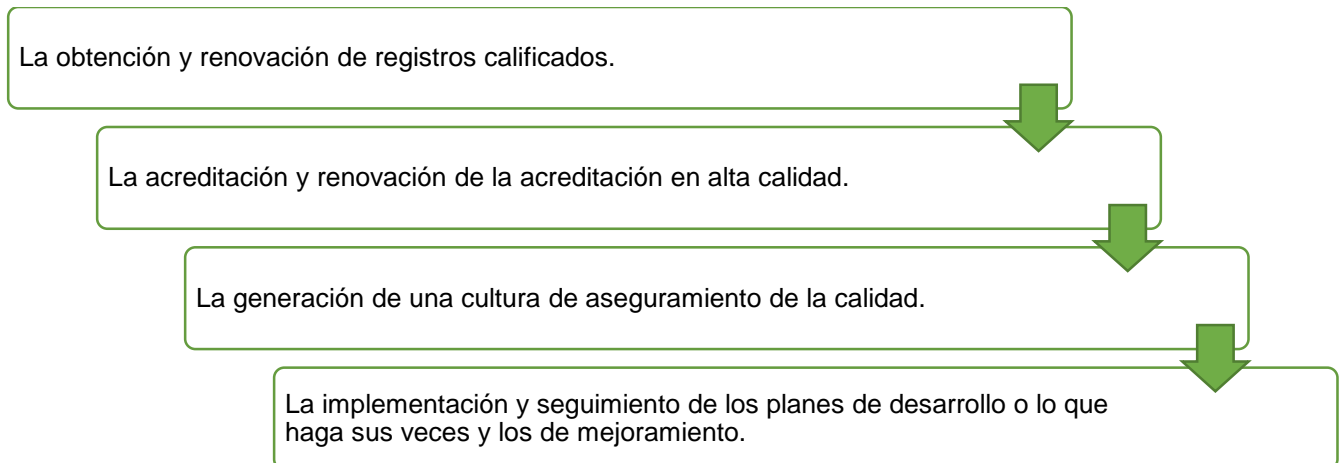 La obtención y renovación de registros calificados.
La acreditación y renovación de la acreditación en alta calidad.
La generación de una cultura de aseguramiento de la calidad.
La implementación y seguimiento de los planes de desarrollo o lo que
haga sus veces y los de mejoramiento.